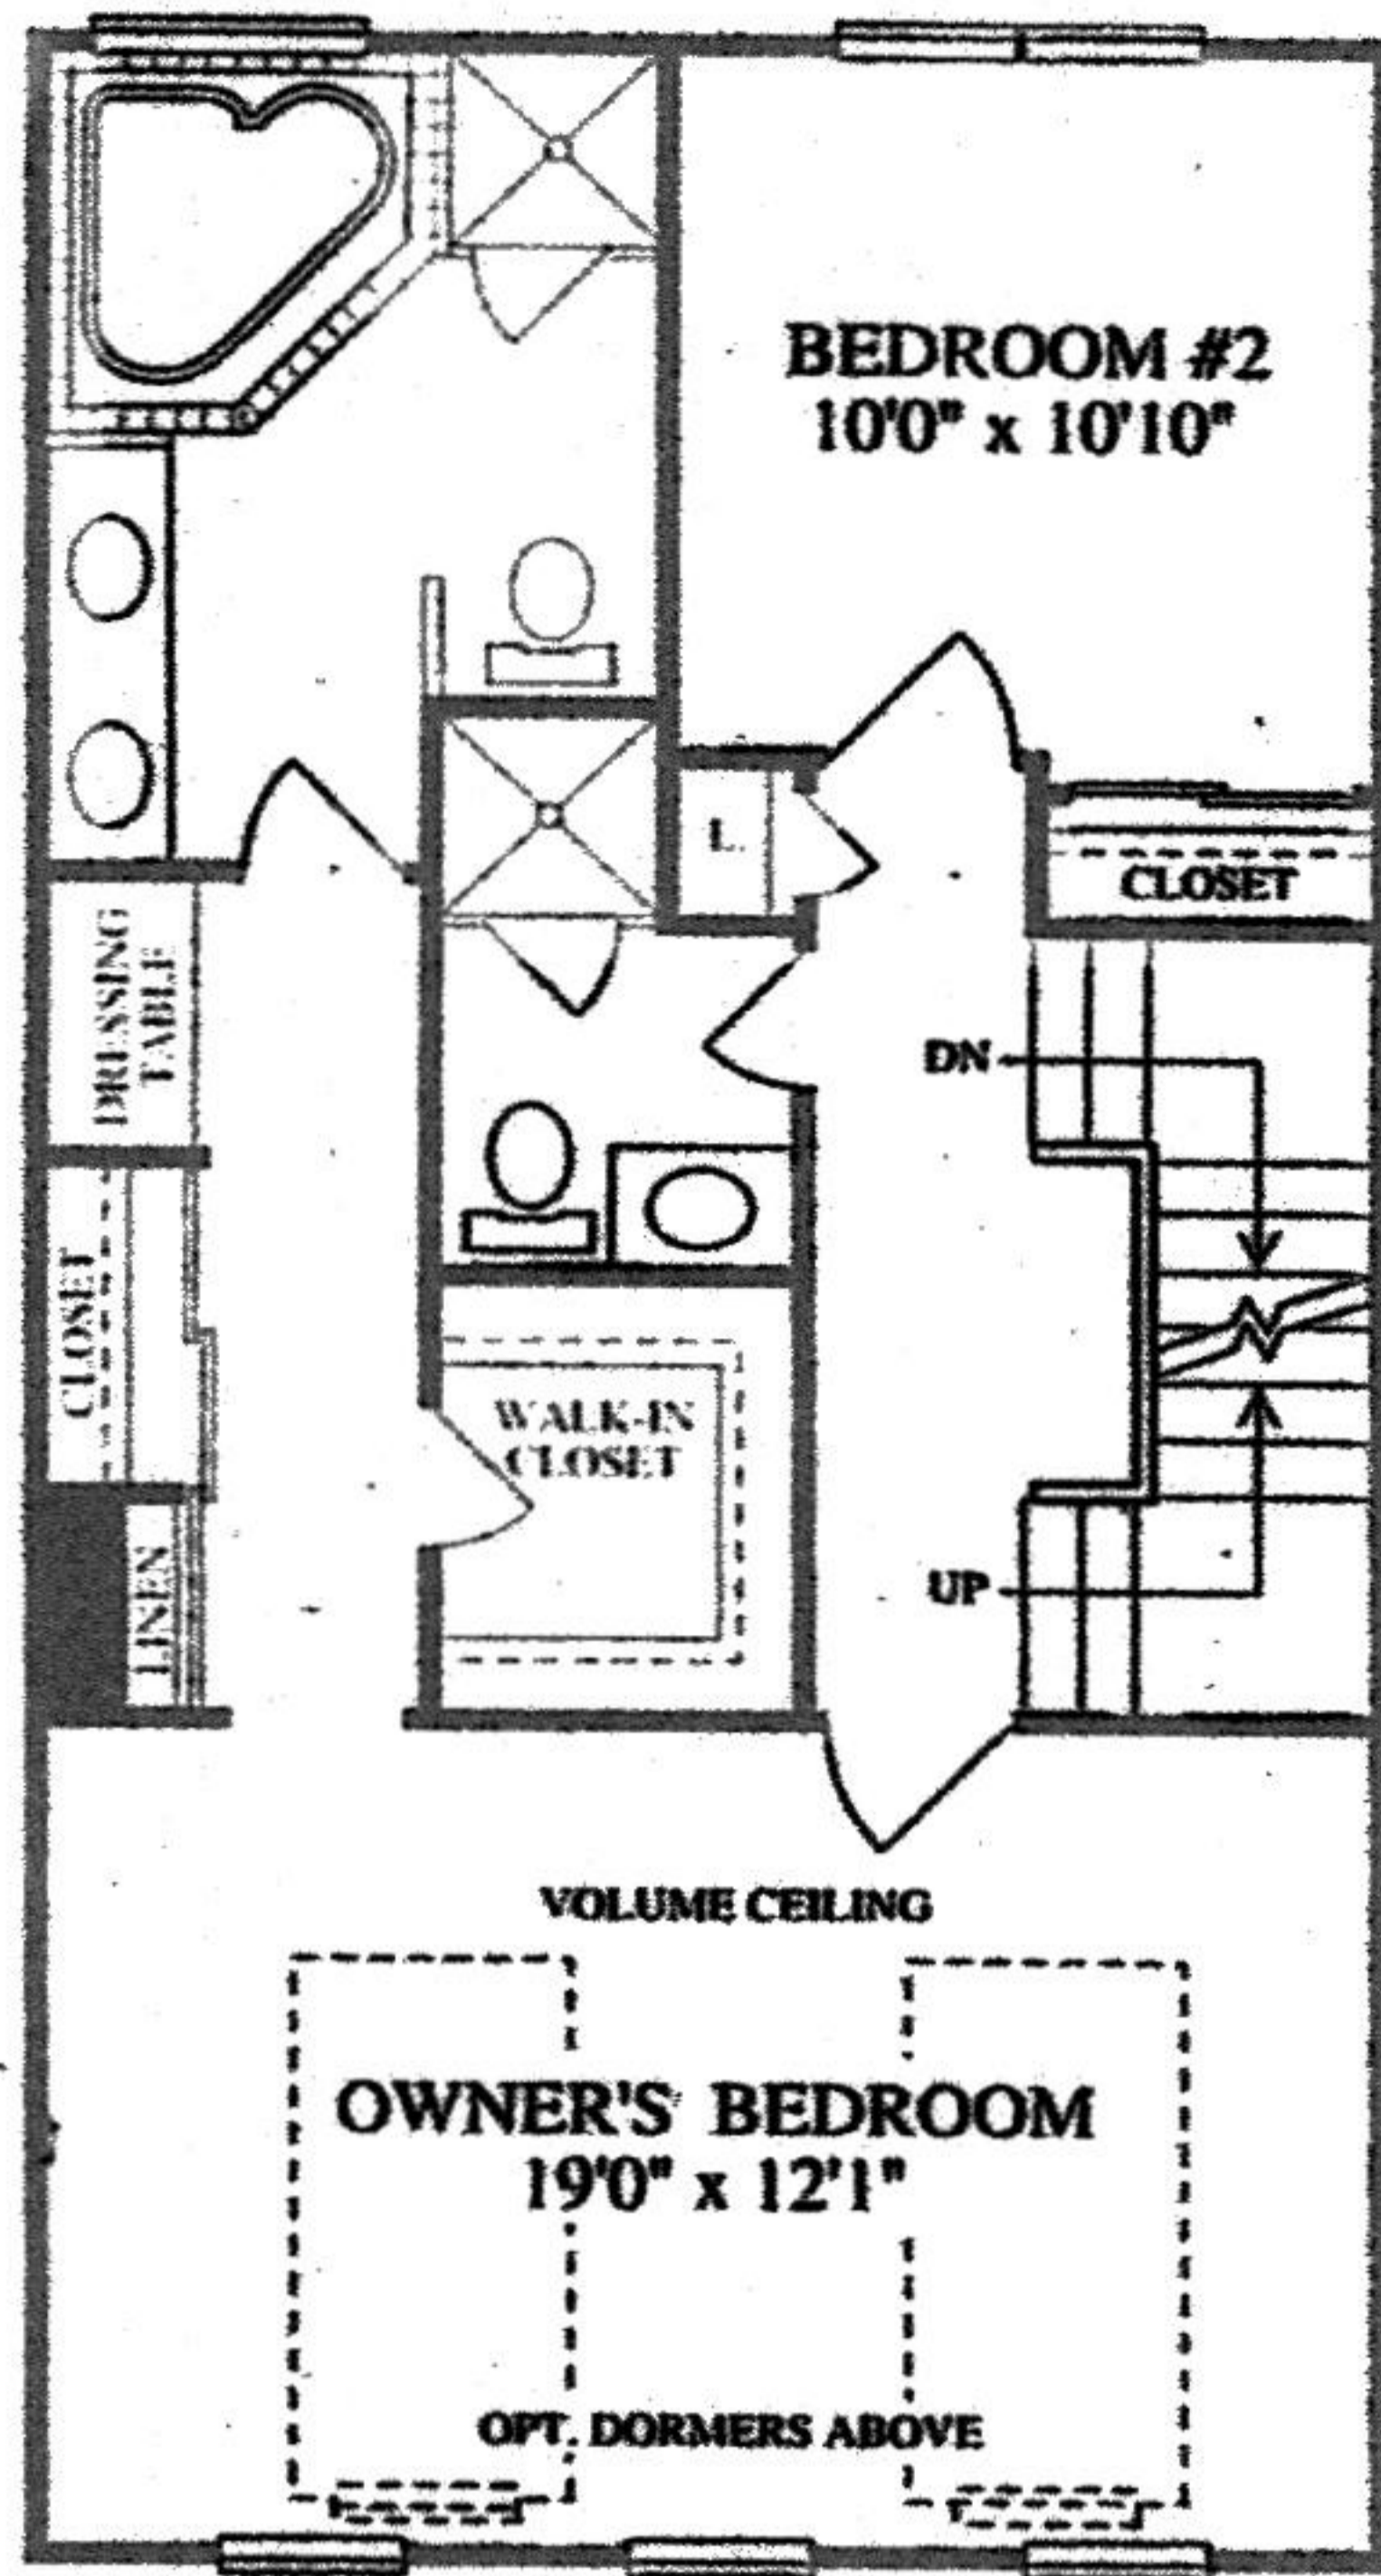 BEDROOM #2
10'0" x 10'10"
L.
CLOSET
DRESSING
TABLE
DN
CLOSET
WALK-IN
CLOSET
LINEN
UP
VOLUME CEILING
OWNER'S BEDROOM
19'0" x 12'1"
OPT. DORMERS ABOVE